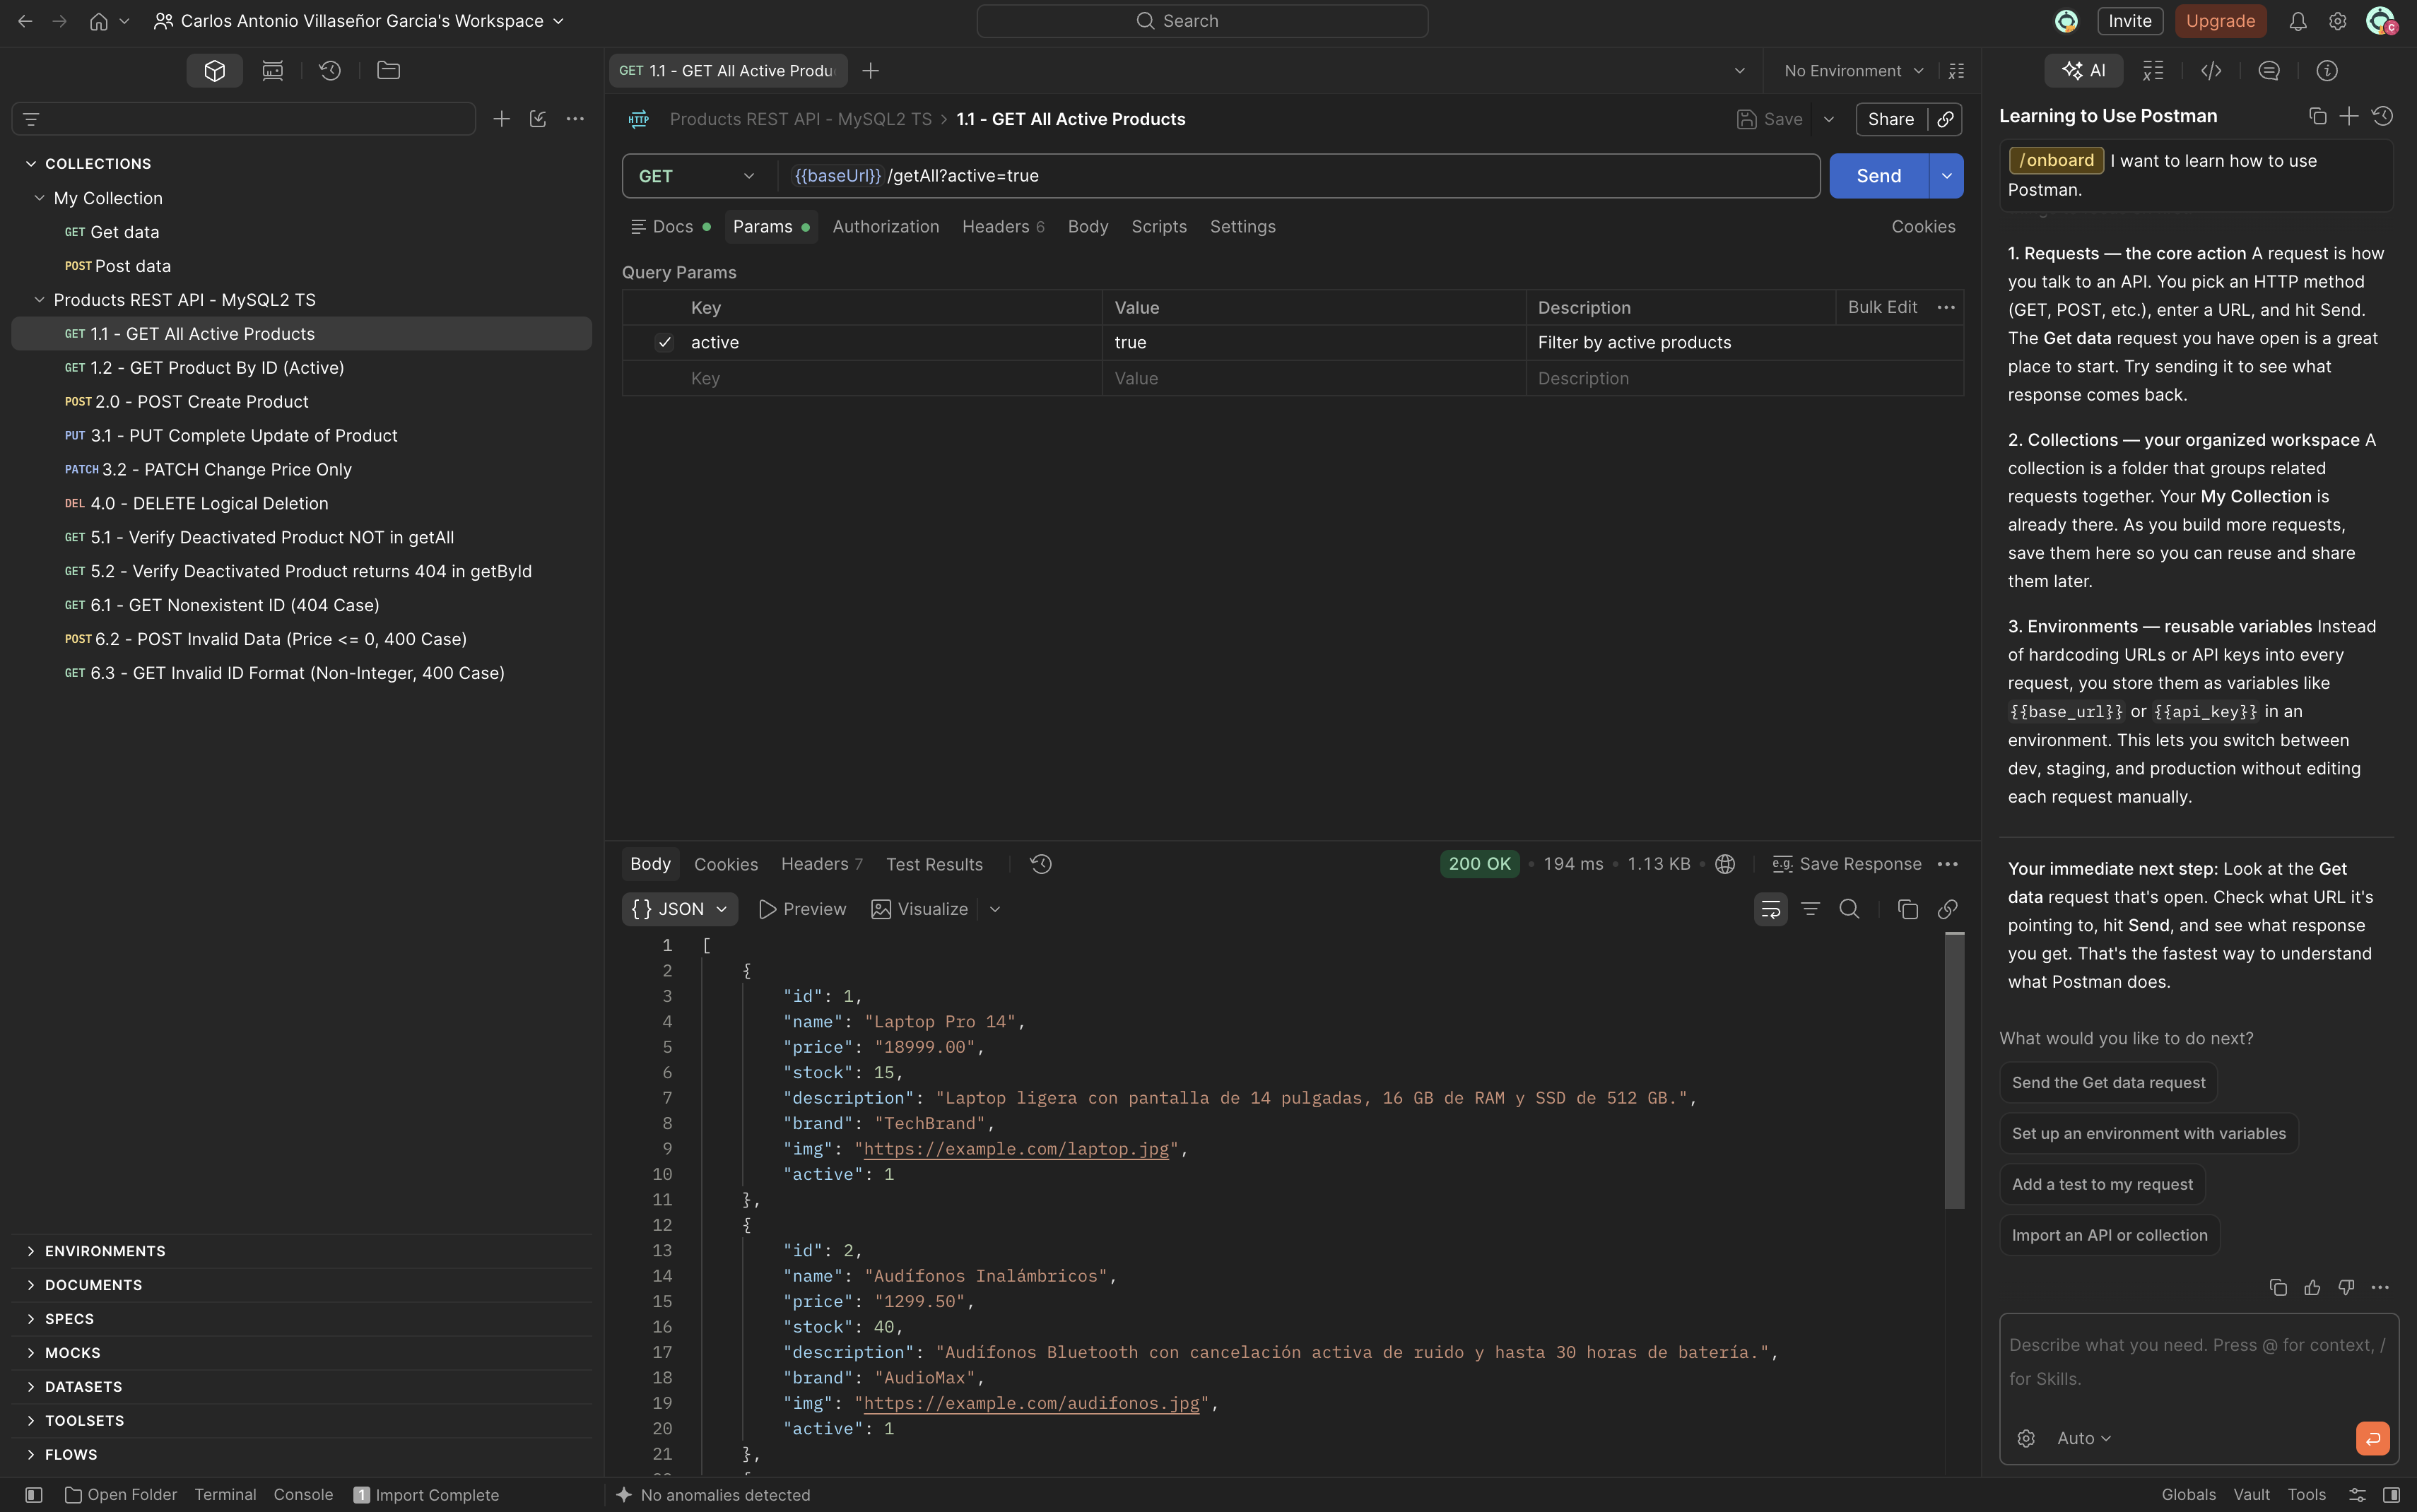 Carlos Antonio Villaseñor Garcia's Workspace
Search
Invite
Upgrade
C
COLLECTIONS
My Collection
GET Get data
POST Post data
Products REST API - MySQL2 TS
GET 1.1 - GET All Active Products
GET 1.2 - GET Product By ID (Active)
POST 2.0 - POST Create Product
PUT 3.1 - PUT Complete Update of Product
PATCH 3.2 - PATCH Change Price Only
DEL 4.0 - DELETE Logical Deletion
GET 5.1 - Verify Deactivated Product NOT in getAll
GET 5.2 - Verify Deactivated Product returns 404 in getById
GET 6.1 - GET Nonexistent ID (404 Case)
POST 6.2 - POST Invalid Data (Price <= 0, 400 Case)
GET 6.3 - GET Invalid ID Format (Non-Integer, 400 Case)
ENVIRONMENTS
DOCUMENTS
SPECS
MOCKS
DATASETS
TOOLSETS
FLOWS
GET 1.1 - GET All Active Produ
No Environment
HTTP Products REST API - MySQL2 TS > 1.1 - GET All Active Products
Save
Share
GET {{baseUrl}}/getAll?active=true
Send
Docs Params Authorization Headers 6 Body Scripts Settings Cookies
Query Params
Key Value Description Bulk Edit
active true Filter by active products
Key Value Description
Body Cookies Headers 7 Test Results
200 OK • 194 ms • 1.13 KB • e.g. Save Response
{} JSON Preview Visualize
1 [
2 {
3 "id": 1,
4 "name": "Laptop Pro 14",
5 "price": "18999.00",
6 "stock": 15,
7 "description": "Laptop ligera con pantalla de 14 pulgadas, 16 GB de RAM y SSD de 512 GB.",
8 "brand": "TechBrand",
9 "img": "https://example.com/laptop.jpg",
10 "active": 1
11 },
12 {
13 "id": 2,
14 "name": "Audífonos Inalámbricos",
15 "price": "1299.50",
16 "stock": 40,
17 "description": "Audífonos Bluetooth con cancelación activa de ruido y hasta 30 horas de batería.",
18 "brand": "AudioMax",
19 "img": "https://example.com/audifonos.jpg",
20 "active": 1
21 },
AI
Learning to Use Postman
/onboard I want to learn how to use
Postman.
1. Requests — the core action A request is how
you talk to an API. You pick an HTTP method
(GET, POST, etc.), enter a URL, and hit Send.
The Get data request you have open is a great
place to start. Try sending it to see what
response comes back.
2. Collections — your organized workspace A
collection is a folder that groups related
requests together. Your My Collection is
already there. As you build more requests,
save them here so you can reuse and share
them later.
3. Environments — reusable variables Instead
of hardcoding URLs or API keys into every
request, you store them as variables like
{{base_url}} or {{api_key}} in an
environment. This lets you switch between
dev, staging, and production without editing
each request manually.
Your immediate next step: Look at the Get
data request that's open. Check what URL it's
pointing to, hit Send, and see what response
you get. That's the fastest way to understand
what Postman does.
What would you like to do next?
Send the Get data request
Set up an environment with variables
Add a test to my request
Import an API or collection
Describe what you need. Press @ for context, /
for Skills.
Auto
Open Folder Terminal Console 1 Import Complete
No anomalies detected
Globals Vault Tools